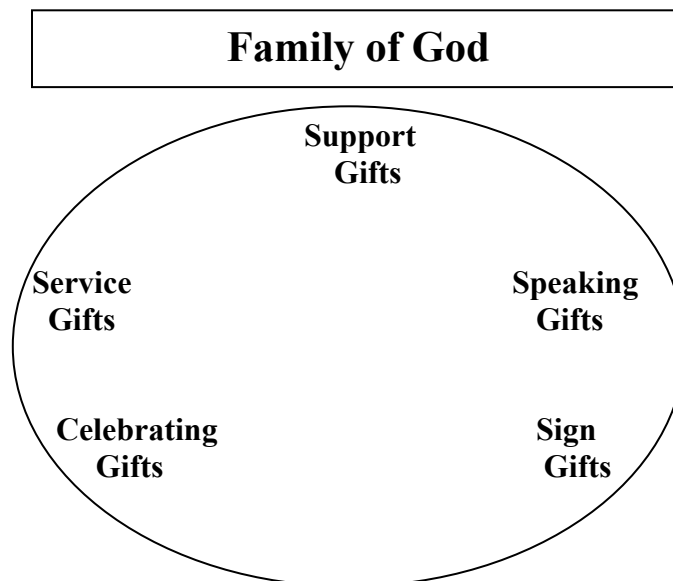 Family of God
Support
Gifts
Service
Gifts
Speaking
Gifts
Celebrating
Gifts
Sign
Gifts